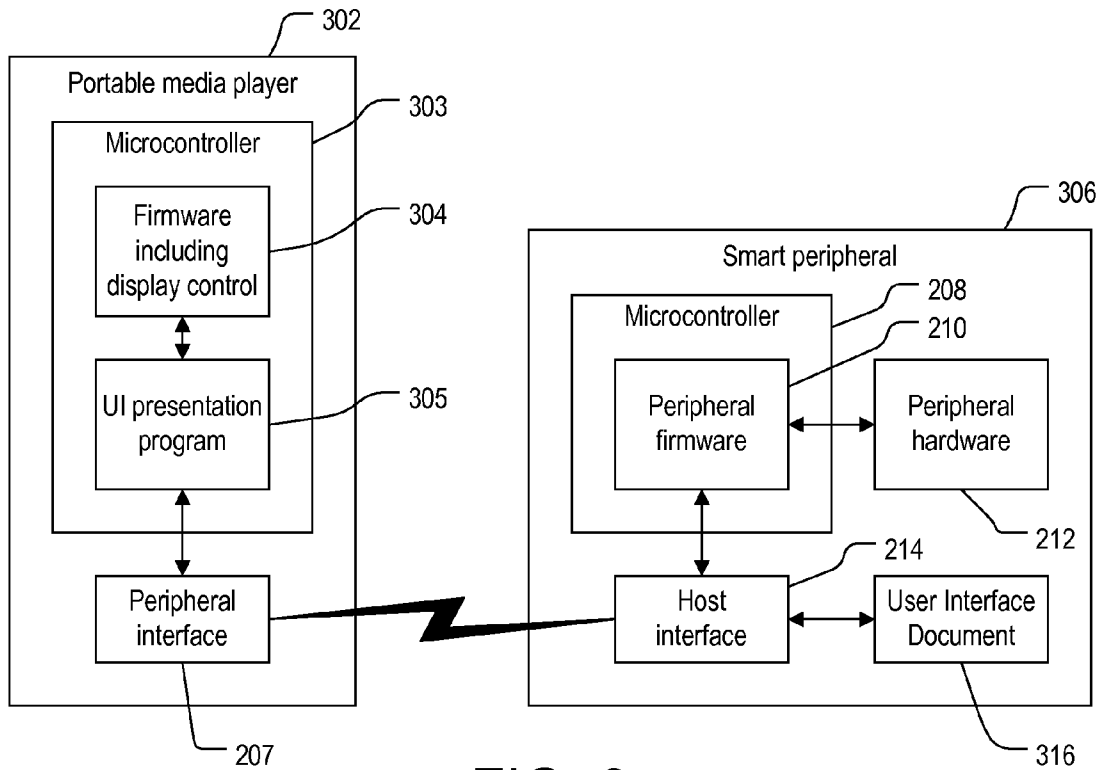 302
Portable media player
303
Microcontroller
Firmware
including
display control
304
UI presentation
program
305
Peripheral
interface
207
306
Smart peripheral
208
Microcontroller
210
Peripheral
firmware
Peripheral
hardware
212
214
Host
interface
User Interface
Document
316